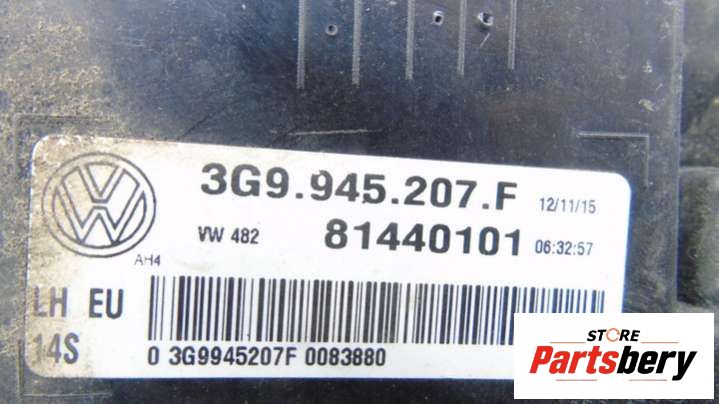 3G9.945.207.F 12/11/15
VW 482 81440101 06:32:57
AH4
LH EU
14S
0 3G9945207F 0083880
STORE
Partsbery